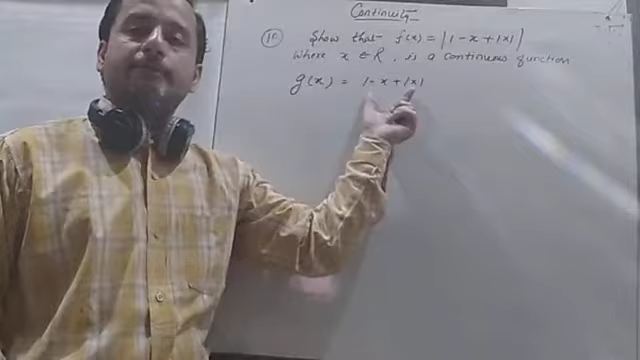 Continuity
(10) Show that f(x) = |1 - x + |x||
where x ∈ R, is a continuous function
g(x) = 1 - x + |x|